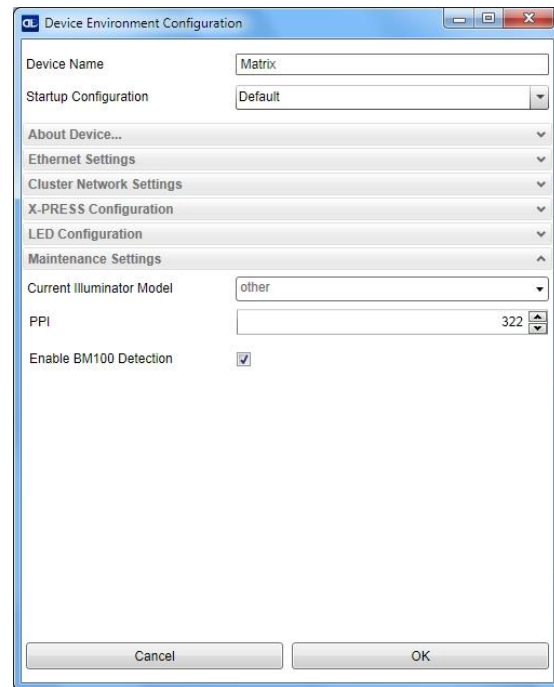 Device Environment Configuration
Device Name Matrix
Startup Configuration Default
About Device...
Ethernet Settings
Cluster Network Settings
X-PRESS Configuration
LED Configuration
Maintenance Settings
Current Illuminator Model other
PPI 322
Enable BM100 Detection
Cancel OK